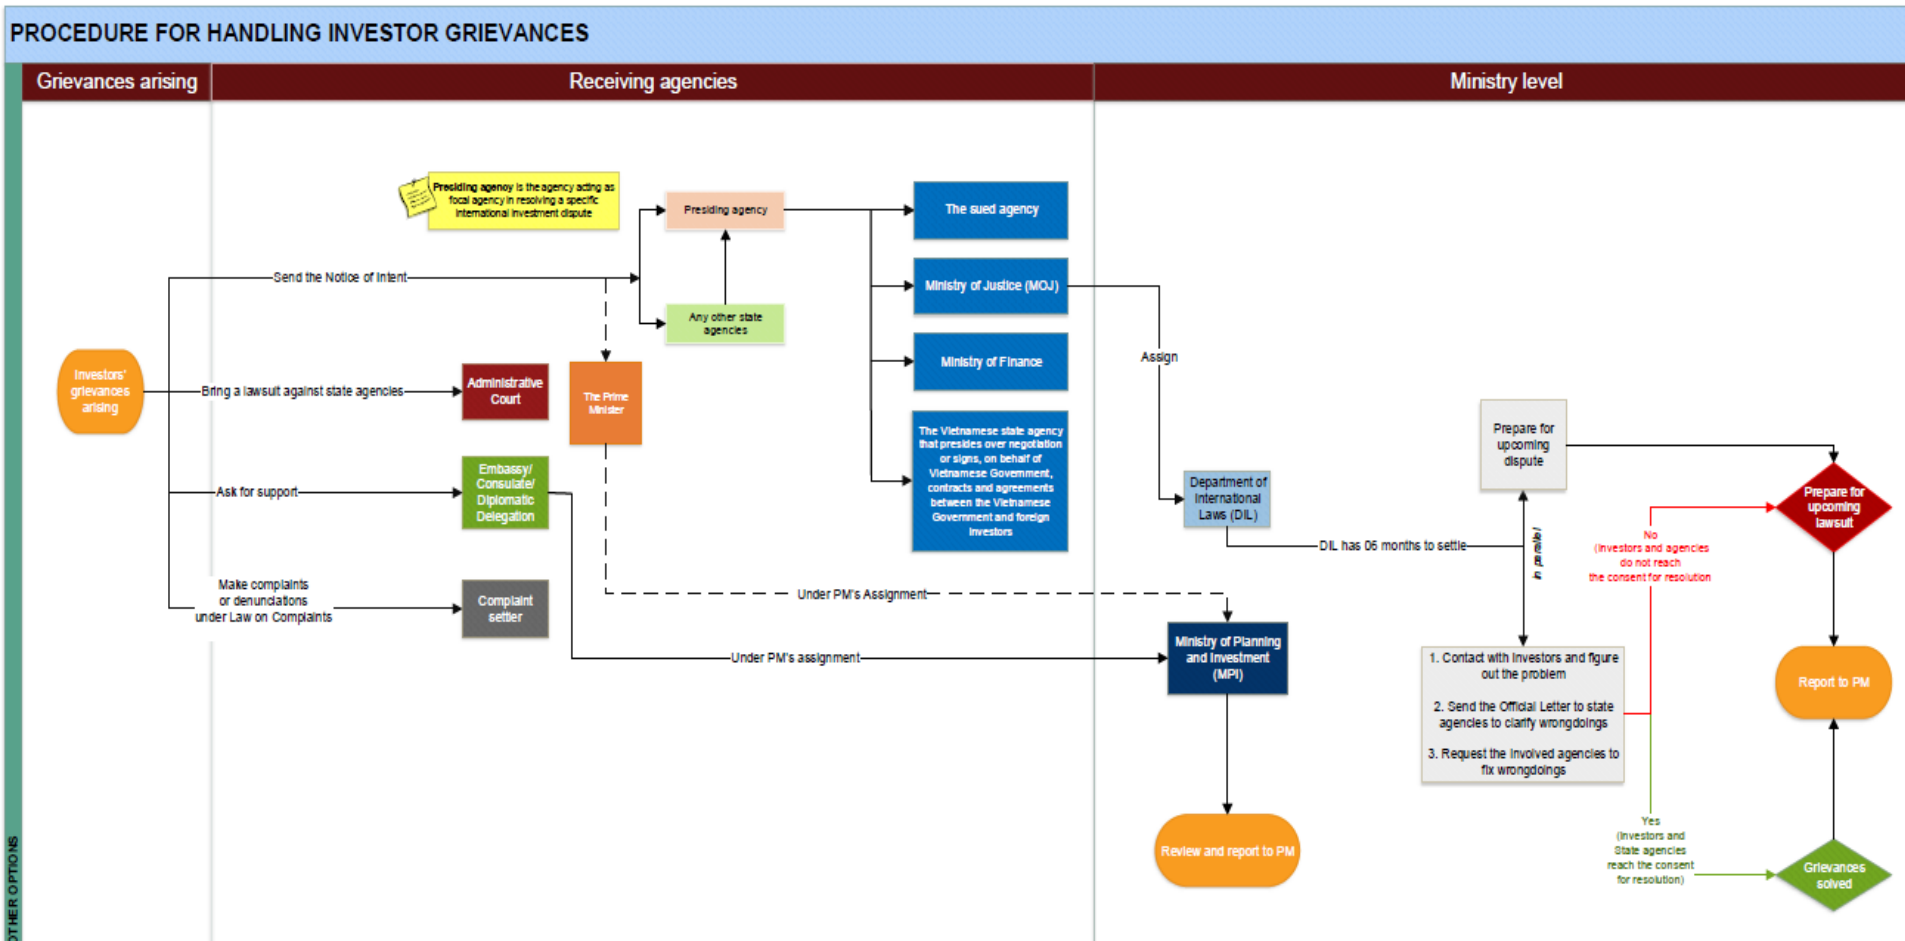 PROCEDURE FOR HANDLING INVESTOR GRIEVANCES
Grievances arising
Receiving agencies
Ministry level
Presiding agency is the agency acting as
focal agency in resolving a specific
international investment dispute
Presiding agency
The sued agency
Send the Notice of Intent
Ministry of Justice (MOJ)
Any other state
agencies
Ministry of Finance
Assign
Investors'
grievances
arising
Bring a lawsuit against state agencies
Administrative
Court
The Prime
Minister
The Vietnamese state agency
that presides over negotiation
or signs, on behalf of
Vietnamese Government,
contracts and agreements
between the Vietnamese
Government and foreign
investors
Prepare for
upcoming
dispute
Ask for support
Embassy/
Consulate/
Diplomatic
Delegation
Department of
International
Laws (DIL)
Prepare for
upcoming
lawsuit
DIL has 06 months to settle
in parallel
No
(Investors and agencies
do not reach
the consent for resolution
Make complaints
or denunciations
under Law on Complaints
Complaint
settler
Under PM's Assignment
Under PM's assignment
Ministry of Planning
and Investment
(MPI)
1. Contact with investors and figure
out the problem
2. Send the Official Letter to state
agencies to clarify wrongdoings
3. Request the involved agencies to
fix wrongdoings
Report to PM
Review and report to PM
Yes
(Investors and
State agencies
reach the consent
for resolution)
Grievances
solved
OTHER OPTIONS